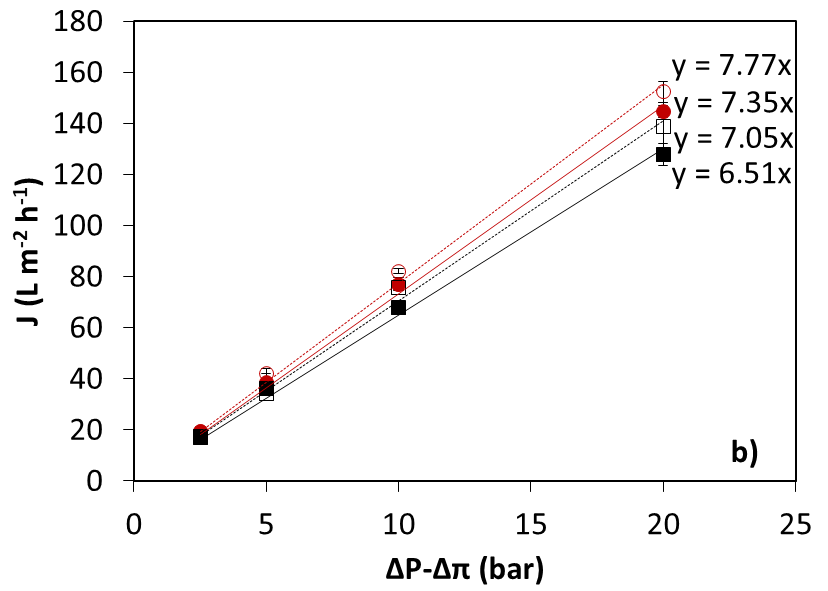 180
160
140
120
100
80
60
40
20
0
J (L m⁻² h⁻¹)
y = 7.77x
y = 7.35x
y = 7.05x
y = 6.51x
b)
0 5 10 15 20 25
ΔP-Δπ (bar)